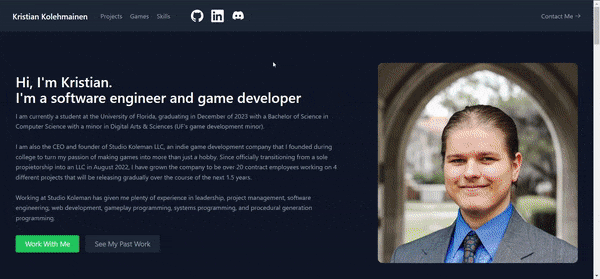 Kristian Kolehmainen Projects Games Skills Contact Me →
Hi, I'm Kristian.
I'm a software engineer and game developer
I am currently a student at the University of Florida, graduating in December of 2023 with a Bachelor of Science in
Computer Science with a minor in Digital Arts & Sciences (UF's game development minor).
I am also the CEO and founder of Studio Koleman LLC, an indie game development company that I founded during
college to turn my passion of making games into more than just a hobby. Since officially transitioning from a sole
propietorship into an LLC in August 2022, I have grown the company to be over 20 contract employees working on 4
different projects that will be releasing gradually over the course of the next 1.5 years.
Working at Studio Koleman has given me plenty of experience in leadership, project management, software
engineering, web development, gameplay programming, systems programming, and procedural generation
programming.
Work With Me See My Past Work